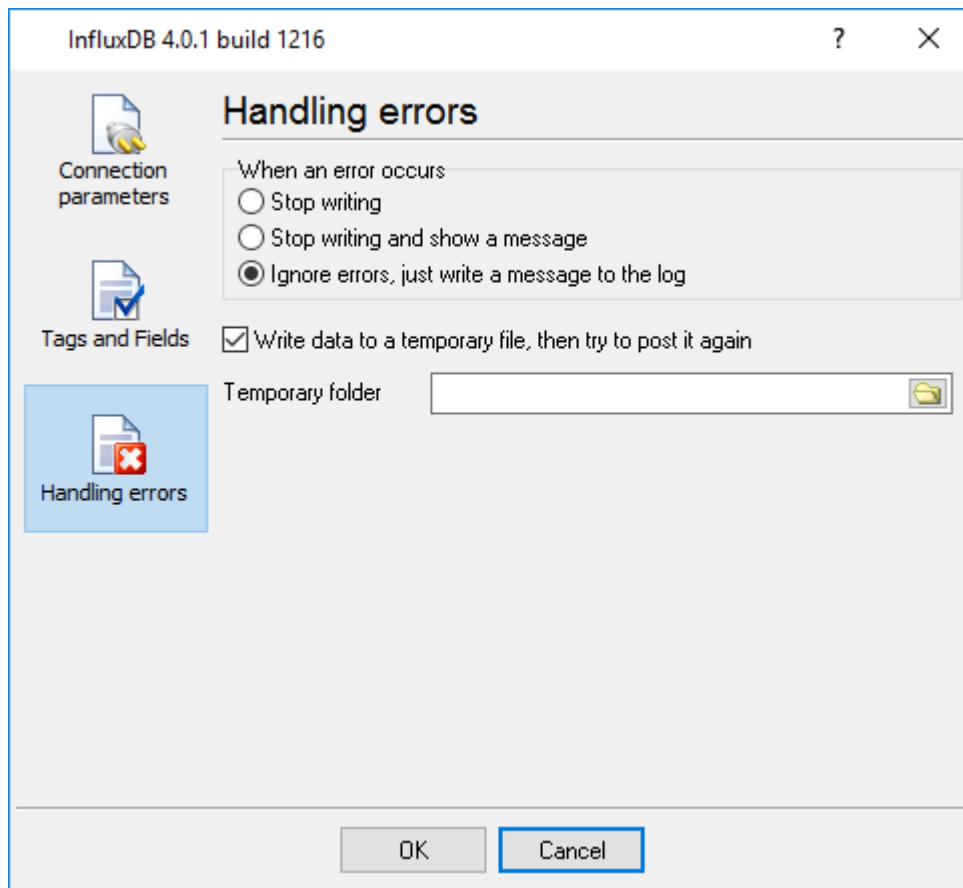 InfluxDB 4.0.1 build 1216
?
Connection
parameters
Tags and Fields
Handling errors
Handling errors
When an error occurs
Stop writing
Stop writing and show a message
Ignore errors, just write a message to the log
Write data to a temporary file, then try to post it again
Temporary folder
OK
Cancel